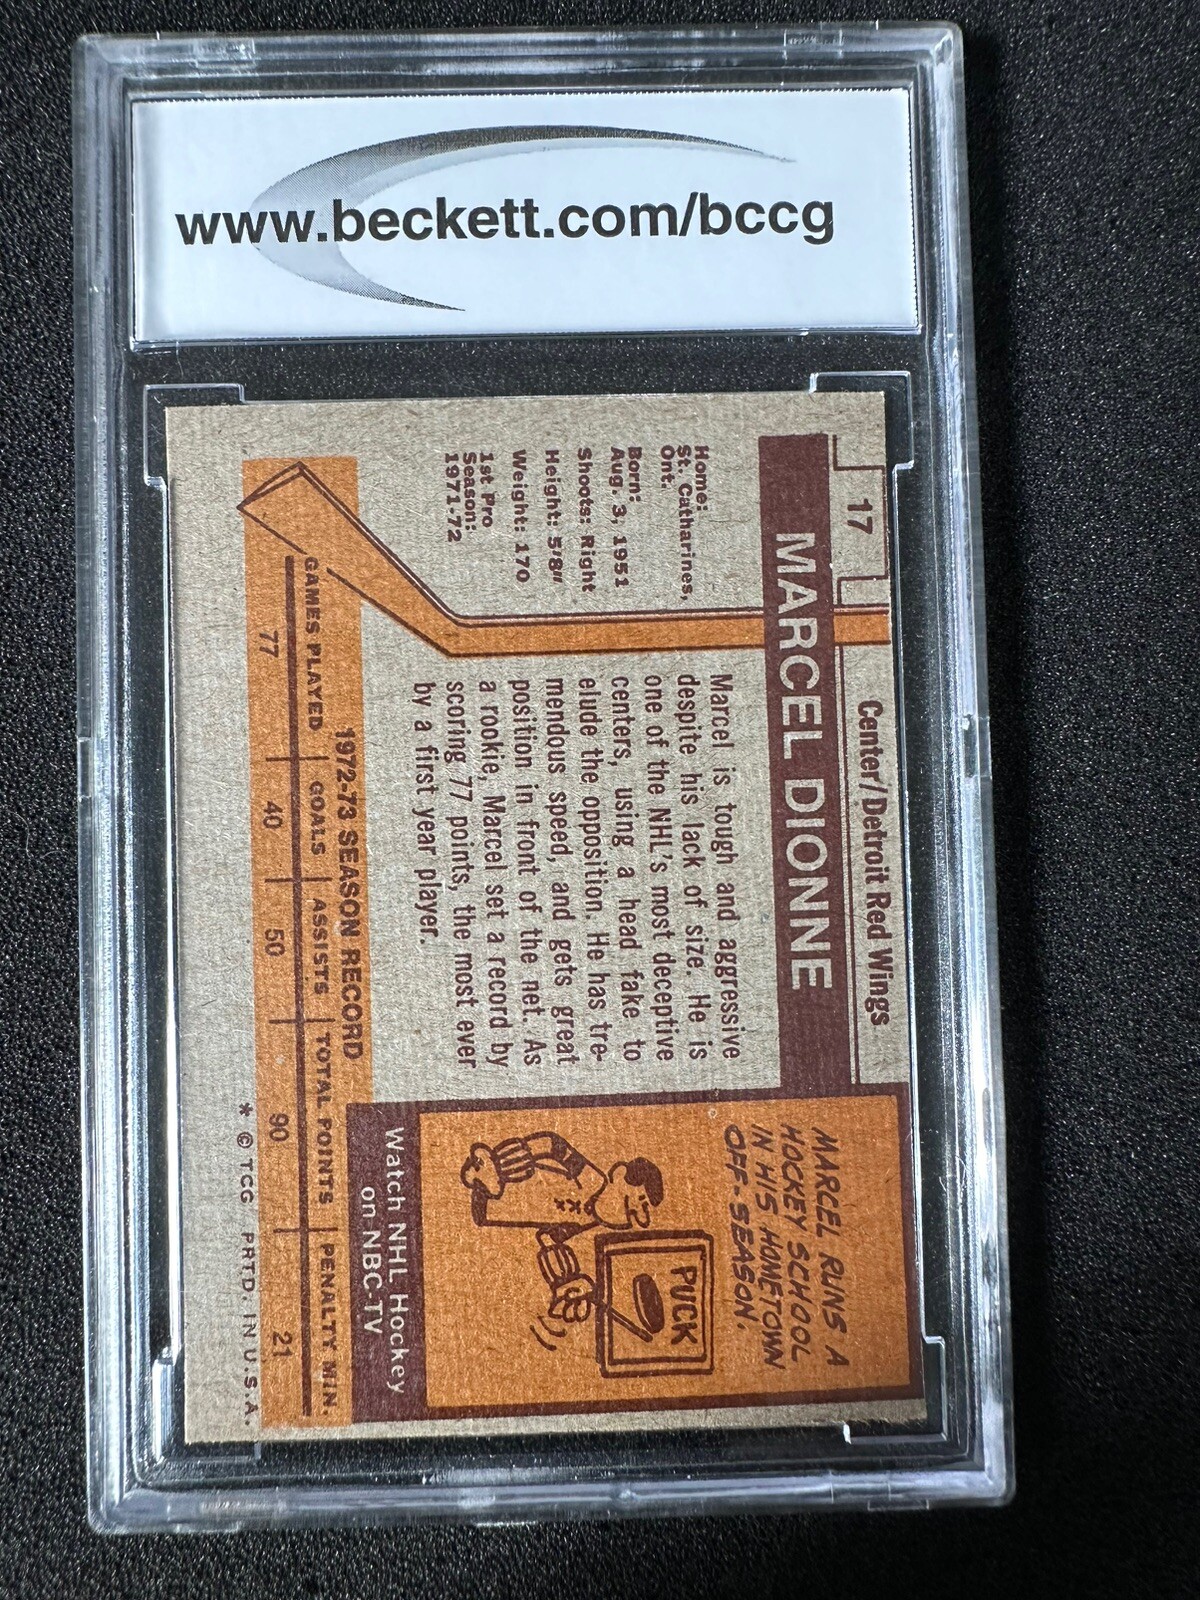 www.beckett.com/bccg
17
Center/Detroit Red Wings
MARCEL DIONNE
Home:
St. Catharines,
Ont.
Born:
Aug. 3, 1951
Shoots: Right
Height: 5'8"
Weight: 170
1st Pro
Season:
1971-72
Marcel is tough and aggressive
despite his lack of size. He is
one of the NHL's most deceptive
centers, using a head fake to
elude the opposition. He has tre-
mendous speed, and gets great
position in front of the net. As
a rookie, Marcel set a record by
scoring 77 points, the most ever
by a first year player.
MARCEL RUNS A
HOCKEY SCHOOL
IN HIS HOMETOWN
OFF-SEASON.
PUCK
Watch NHL Hockey
on NBC-TV
1972-73 SEASON RECORD
GAMES PLAYED GOALS ASSISTS TOTAL POINTS PENALTY MIN.
77 40 50 90 21
* © TCG PRTD. IN U.S.A.